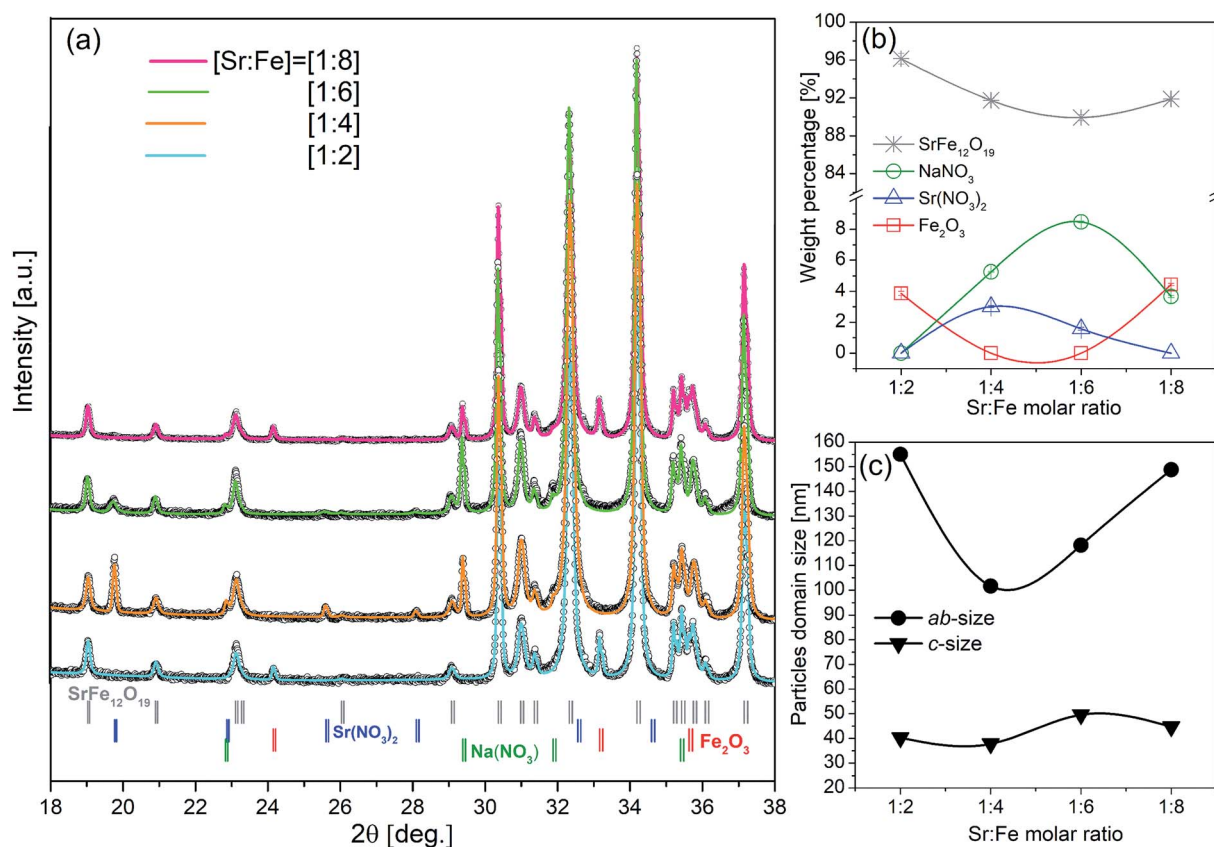 (a)
[Sr:Fe]=[1:8]
[1:6]
[1:4]
[1:2]
Intensity [a.u.]
SrFe₁₂O₁₉
Sr(NO₃)₂
Na(NO₃)
Fe₂O₃
18 20 22 24 26 28 30 32 34 36 38
2θ [deg.]
(b)
100
96
92
88
84
8
6
4
2
0
Weight percentage [%]
SrFe₁₂O₁₉
NaNO₃
Sr(NO₃)₂
Fe₂O₃
1:2 1:4 1:6 1:8
Sr:Fe molar ratio
(c)
160
150
140
130
120
110
100
90
80
70
60
50
40
30
20
Particles domain size [nm]
ab-size
c-size
1:2 1:4 1:6 1:8
Sr:Fe molar ratio